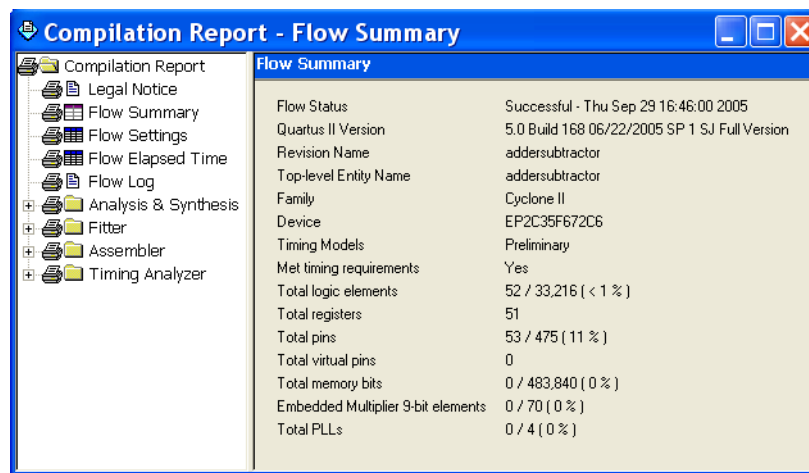 Compilation Report - Flow Summary
Compilation Report
Legal Notice
Flow Summary
Flow Settings
Flow Elapsed Time
Flow Log
Analysis & Synthesis
Fitter
Assembler
Timing Analyzer
Flow Summary
Flow Status Successful - Thu Sep 29 16:46:00 2005
Quartus II Version 5.0 Build 168 06/22/2005 SP 1 SJ Full Version
Revision Name addersubtractor
Top-level Entity Name addersubtractor
Family Cyclone II
Device EP2C35F672C6
Timing Models Preliminary
Met timing requirements Yes
Total logic elements 52 / 33,216 ( < 1 % )
Total registers 51
Total pins 53 / 475 ( 11 % )
Total virtual pins 0
Total memory bits 0 / 483,840 ( 0 % )
Embedded Multiplier 9-bit elements 0 / 70 ( 0 % )
Total PLLs 0 / 4 ( 0 % )